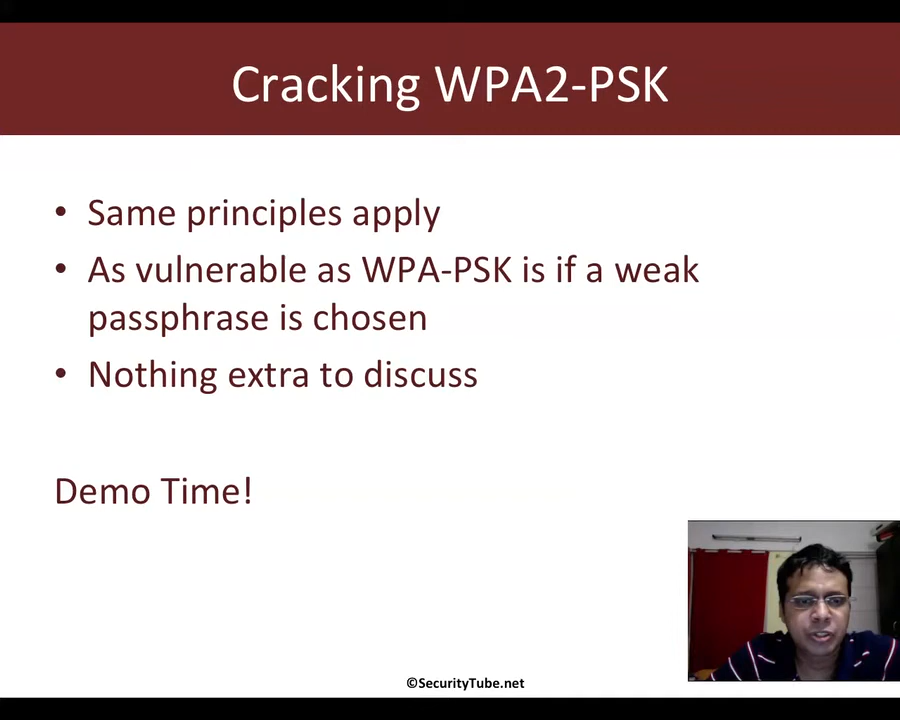 Cracking WPA2-PSK
• Same principles apply
• As vulnerable as WPA-PSK is if a weak
passphrase is chosen
• Nothing extra to discuss
Demo Time!
©SecurityTube.net